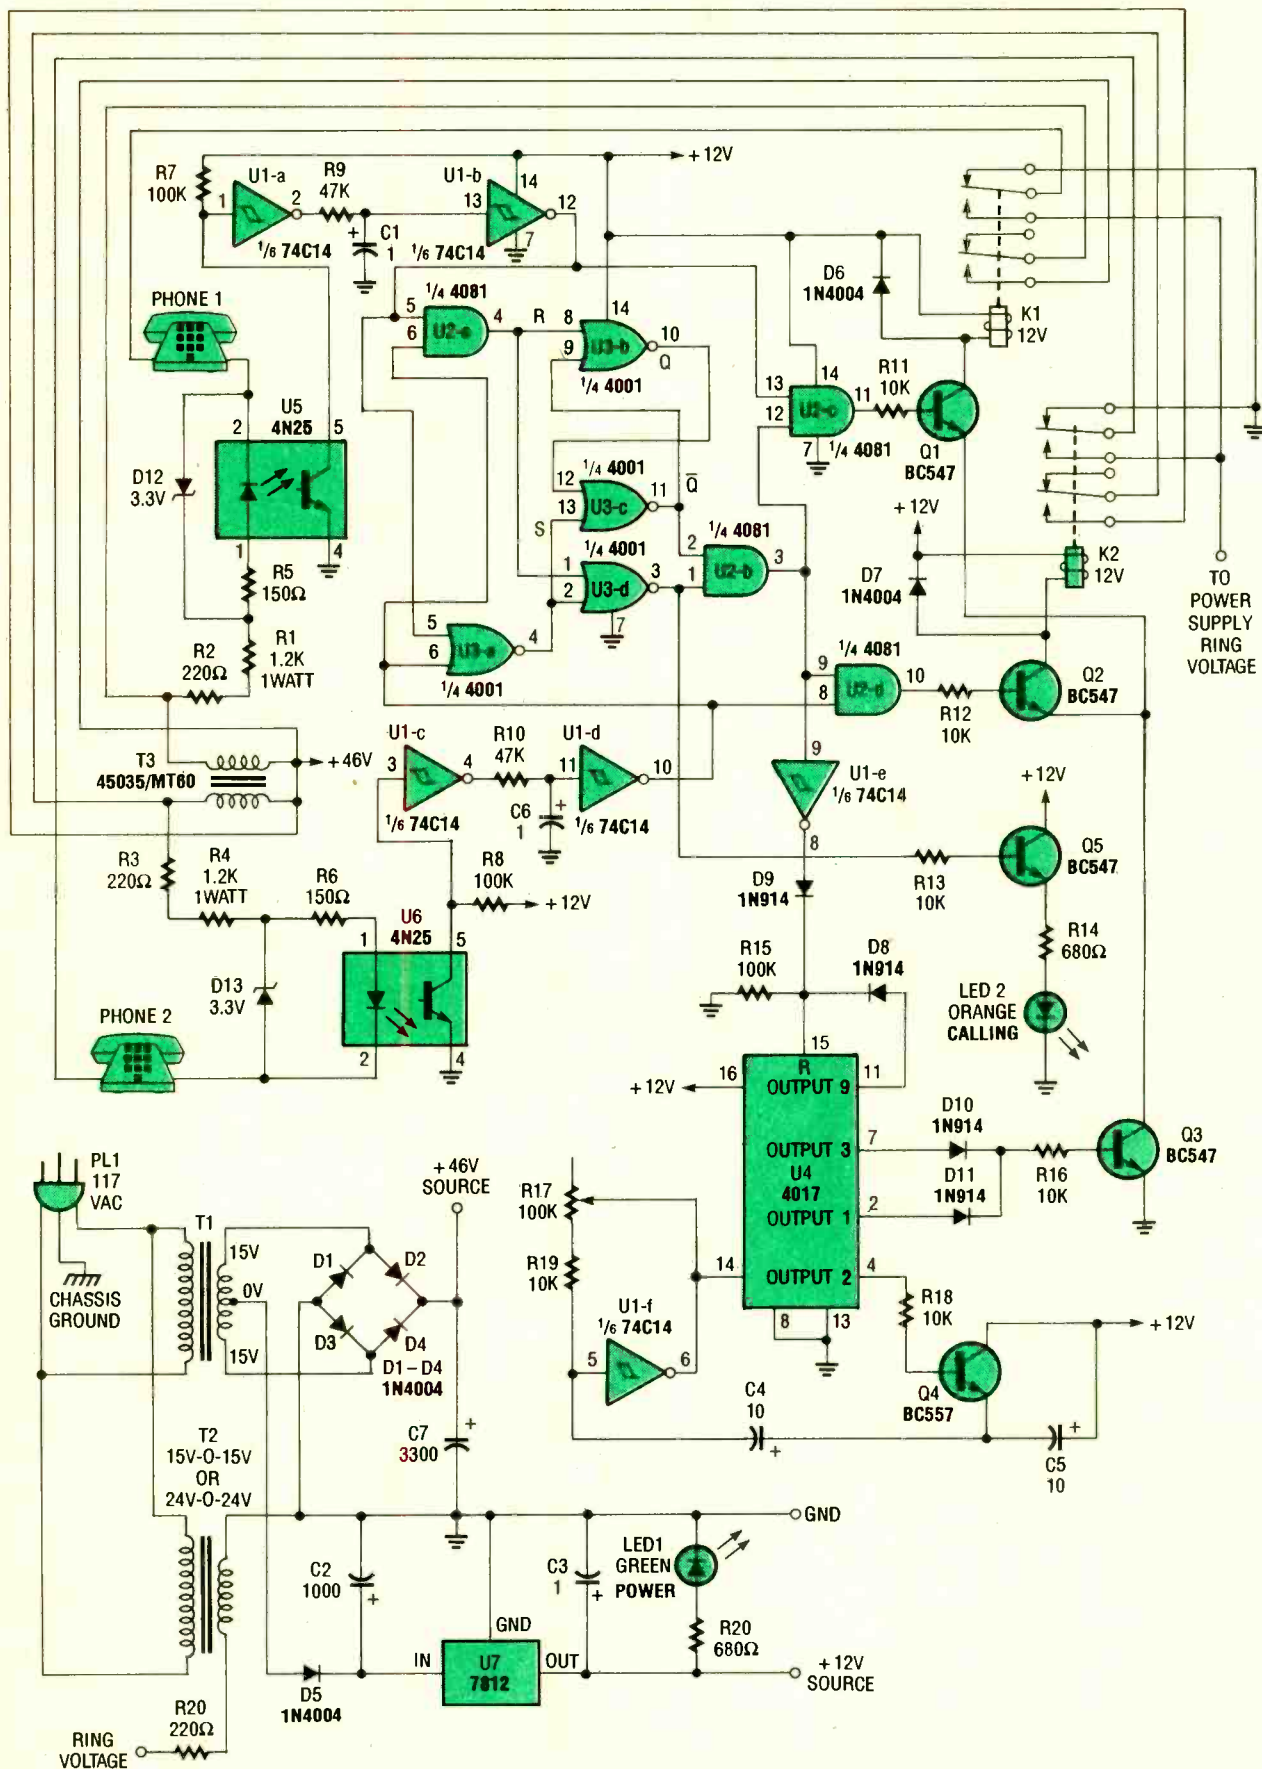 +12V
R7
100K
U1-a
1
2
1/6 74C14
R9
47K
+
C1
1
U1-b
13
14
12
7
1/6 74C14
PHONE 1
1/4 4081
5
6
U2-a
4
R
8
9
14
U3-b
10
Q
1/4 4001
D6
1N4004
K1
12V
13
12
14
U2-c
11
7
1/4 4081
R11
10K
Q1
BC547
U5
4N25
2
5
1
4
D12
3.3V
R5
150Ω
R1
1.2K
1WATT
R2
220Ω
1/4 4001
12
13
U3-c
11
Q
S
1/4 4001
1
2
U3-d
3
7
1/4 4081
2
1
U2-b
3
5
6
U3-a
4
1/4 4001
+12V
D7
1N4004
K2
12V
TO
POWER
SUPPLY
RING
VOLTAGE
1/4 4081
9
8
U2-d
10
R12
10K
Q2
BC547
T3
45035/MT60
+46V
U1-c
3
4
1/6 74C14
R10
47K
C6
1
+
U1-d
11
10
1/6 74C14
9
U1-e
1/6 74C14
8
+12V
R13
10K
Q5
BC547
R3
220Ω
R4
1.2K
1WATT
R6
150Ω
R8
100K
+12V
U6
4N25
1
5
2
4
D13
3.3V
PHONE 2
D9
1N914
R15
100K
D8
1N914
R14
680Ω
LED 2
ORANGE
CALLING
+12V
16
15
R
OUTPUT 9
11
OUTPUT 3
7
U4
4017
OUTPUT 1
2
14
OUTPUT 2
4
8
13
D10
1N914
D11
1N914
R16
10K
Q3
BC547
PL1
117
VAC
CHASSIS
GROUND
T1
15V
0V
15V
+46V
SOURCE
D1
D2
D3
D4
D1-D4
1N4004
R17
100K
R19
10K
U1-f
1/6 74C14
5
6
R18
10K
+12V
Q4
BC557
C4
10
+
C5
10
+
C7
3300
+
T2
15V-0-15V
OR
24V-0-24V
GND
C2
1000
+
C3
1
+
LED1
GREEN
POWER
R20
680Ω
GND
IN
U7
7812
OUT
D5
1N4004
+12V
SOURCE
R20
220Ω
RING
VOLTAGE